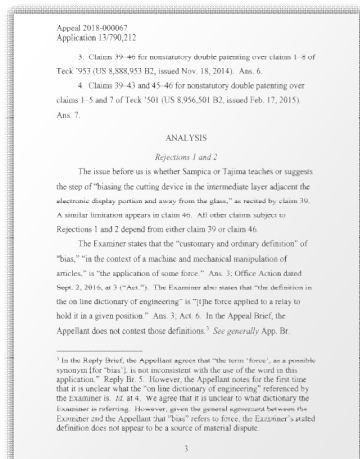 Appeal 2018-000067
Application 13/790,212
3. Claims 39–46 for nonstatutory double patenting over claims 1–8 of
Teck '953 (US 8,888,953 B2, issued Nov. 18, 2014). Ans. 6.
4. Claims 39–43 and 45–46 for nonstatutory double patenting over
claims 1–5 and 7 of Teck '501 (US 8,956,501 B2, issued Feb. 17, 2015).
Ans. 7.
ANALYSIS
Rejections 1 and 2
The issue before us is whether Sampica or Tajima teaches or suggests
the step of "biasing the cutting device in the intermediate layer adjacent the
electronic display portion and away from the glass," as recited by claim 39.
A similar limitation appears in claim 46. All other claims subject to
Rejections 1 and 2 depend from either claim 39 or claim 46.
The Examiner states that the "customary and ordinary definition" of
"bias," "in the context of a machine and mechanical manipulation of
articles," is "the application of some force." Ans. 3; Office Action dated
Sept. 2, 2016, at 3 ("Act."). The Examiner also states that "the definition in
the on line dictionary of engineering" is "[t]he force applied to a relay to
hold it in a given position." Ans. 3; Act. 6. In the Appeal Brief, the
Appellant does not contest those definitions.3 See generally App. Br.
3 In the Reply Brief, the Appellant agrees that "the term 'force', as a possible
synonym [for "bias"], is not inconsistent with the use of the word in this
application." Reply Br. 5. However, the Appellant notes for the first time
that it is unclear what the "on line dictionary of engineering" referenced by
the Examiner is. Id. at 4. We agree that it is unclear to what dictionary the
Examiner is referring. However, given the general agreement between the
Examiner and the Appellant that "bias" refers to force, the Examiner's stated
definition does not appear to be a source of material dispute.
3